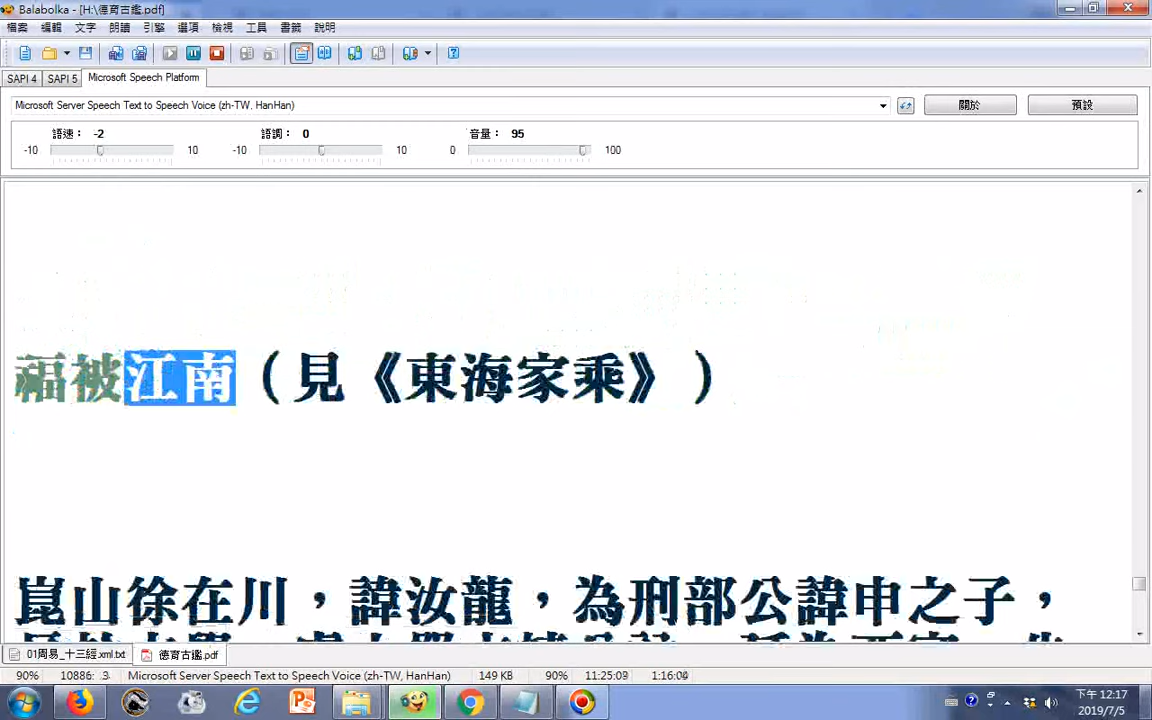 Balabolka - [H:\德育古鑑.pdf]
檔案 編輯 文字 朗讀 引擎 選項 檢視 工具 書籤 說明
SAPI 4 SAPI 5 Microsoft Speech Platform
Microsoft Server Speech Text to Speech Voice (zh-TW, HanHan) 關於 預設
語速： -2 語調： 0 音量： 95
-10 10 -10 10 0 100
福被江南（見《東海家乘》）
崑山徐在川，諱汝龍，為刑部公諱申之子，
01周易_十三經.xml.txt 德育古鑑.pdf
90% 10886: 3 Microsoft Server Speech Text to Speech Voice (zh-TW, HanHan) 149 KB 90%
下午 12:17
2019/7/5